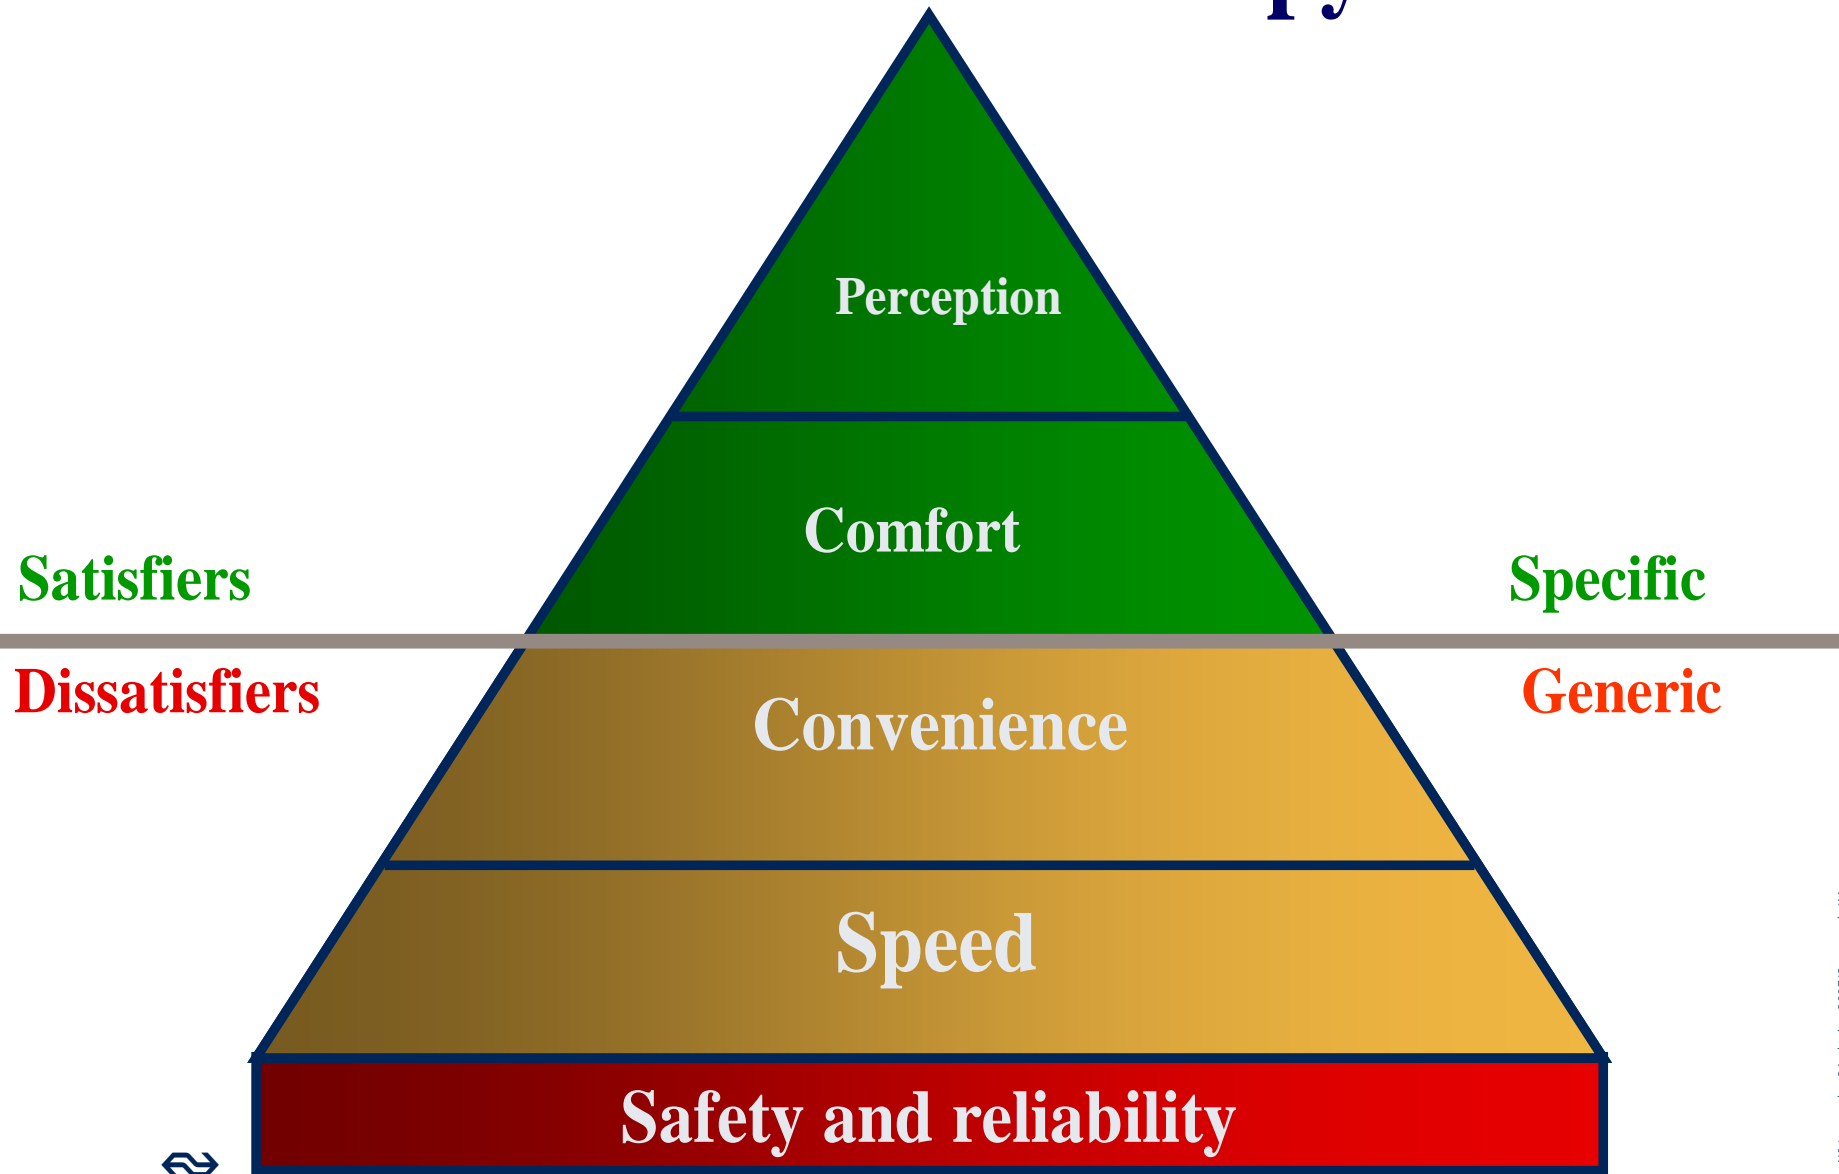 Perception
Comfort
Satisfiers
Specific
Dissatisfiers
Generic
Convenience
Speed
Safety and reliability